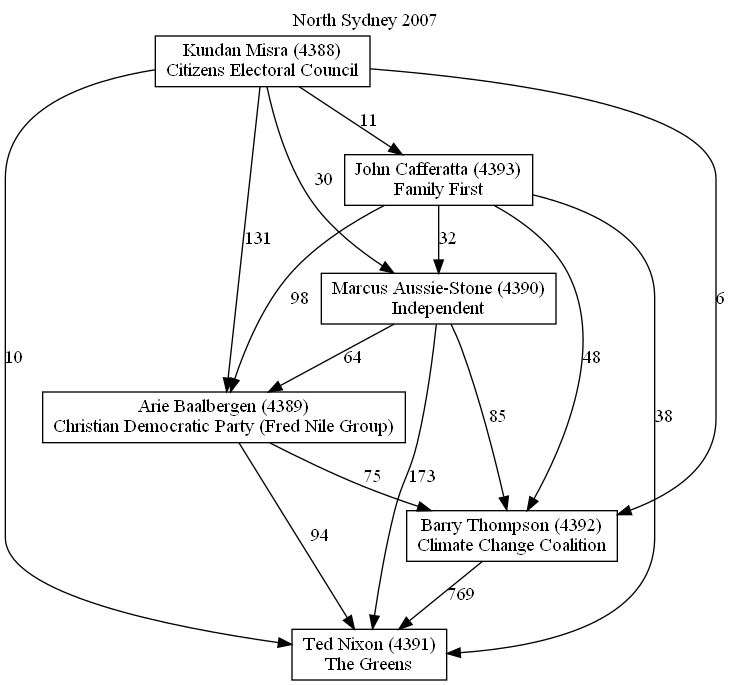 North Sydney 2007
Kundan Misra (4388)
Citizens Electoral Council
11
John Cafferatta (4393)
Family First
30
131
32
Marcus Aussie-Stone (4390)
Independent
98
6
10
64
48
Arie Baalbergen (4389)
Christian Democratic Party (Fred Nile Group)
85
38
75
173
Barry Thompson (4392)
Climate Change Coalition
94
769
Ted Nixon (4391)
The Greens